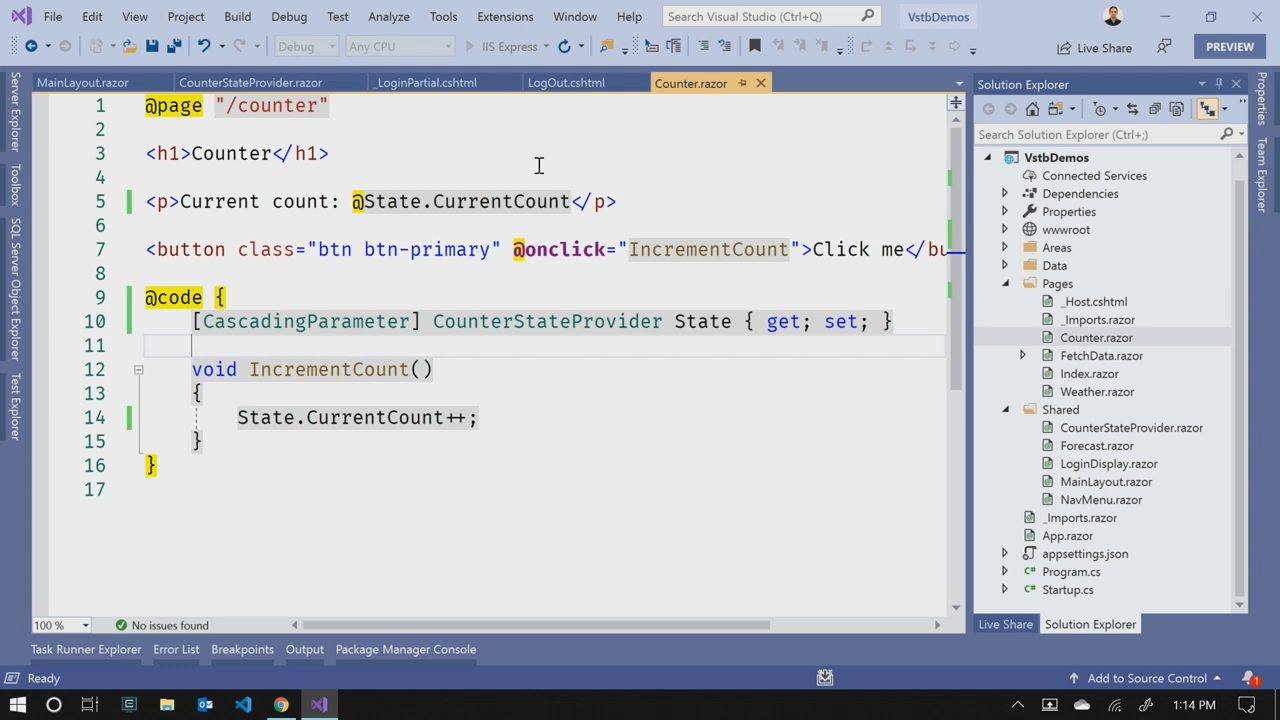 File Edit View Project Build Debug Test Analyze Tools Extensions Window Help Search Visual Studio (Ctrl+Q) VstbDemos
Debug Any CPU IIS Express Live Share PREVIEW
MainLayout.razor CounterStateProvider.razor _LoginPartial.cshtml LogOut.cshtml Counter.razor
Server Explorer
Toolbox
SQL Server Object Explorer
Test Explorer
1 @page "/counter"
2
3 <h1>Counter</h1>
4
5 <p>Current count: @State.CurrentCount</p>
6
7 <button class="btn btn-primary" @onclick="IncrementCount">Click me</bu
8
9 @code {
10 [CascadingParameter] CounterStateProvider State { get; set; }
11
12 void IncrementCount()
13 {
14 State.CurrentCount++;
15 }
16 }
17
100 % No issues found
Solution Explorer
Search Solution Explorer (Ctrl+;)
VstbDemos
Connected Services
Dependencies
Properties
wwwroot
Areas
Data
Pages
_Host.cshtml
_Imports.razor
Counter.razor
FetchData.razor
Index.razor
Weather.razor
Shared
CounterStateProvider.razor
Forecast.razor
LoginDisplay.razor
MainLayout.razor
NavMenu.razor
_Imports.razor
App.razor
appsettings.json
Program.cs
Startup.cs
Live Share Solution Explorer
Properties
Team Explorer
Task Runner Explorer Error List Breakpoints Output Package Manager Console
Ready Add to Source Control 1
1:14 PM